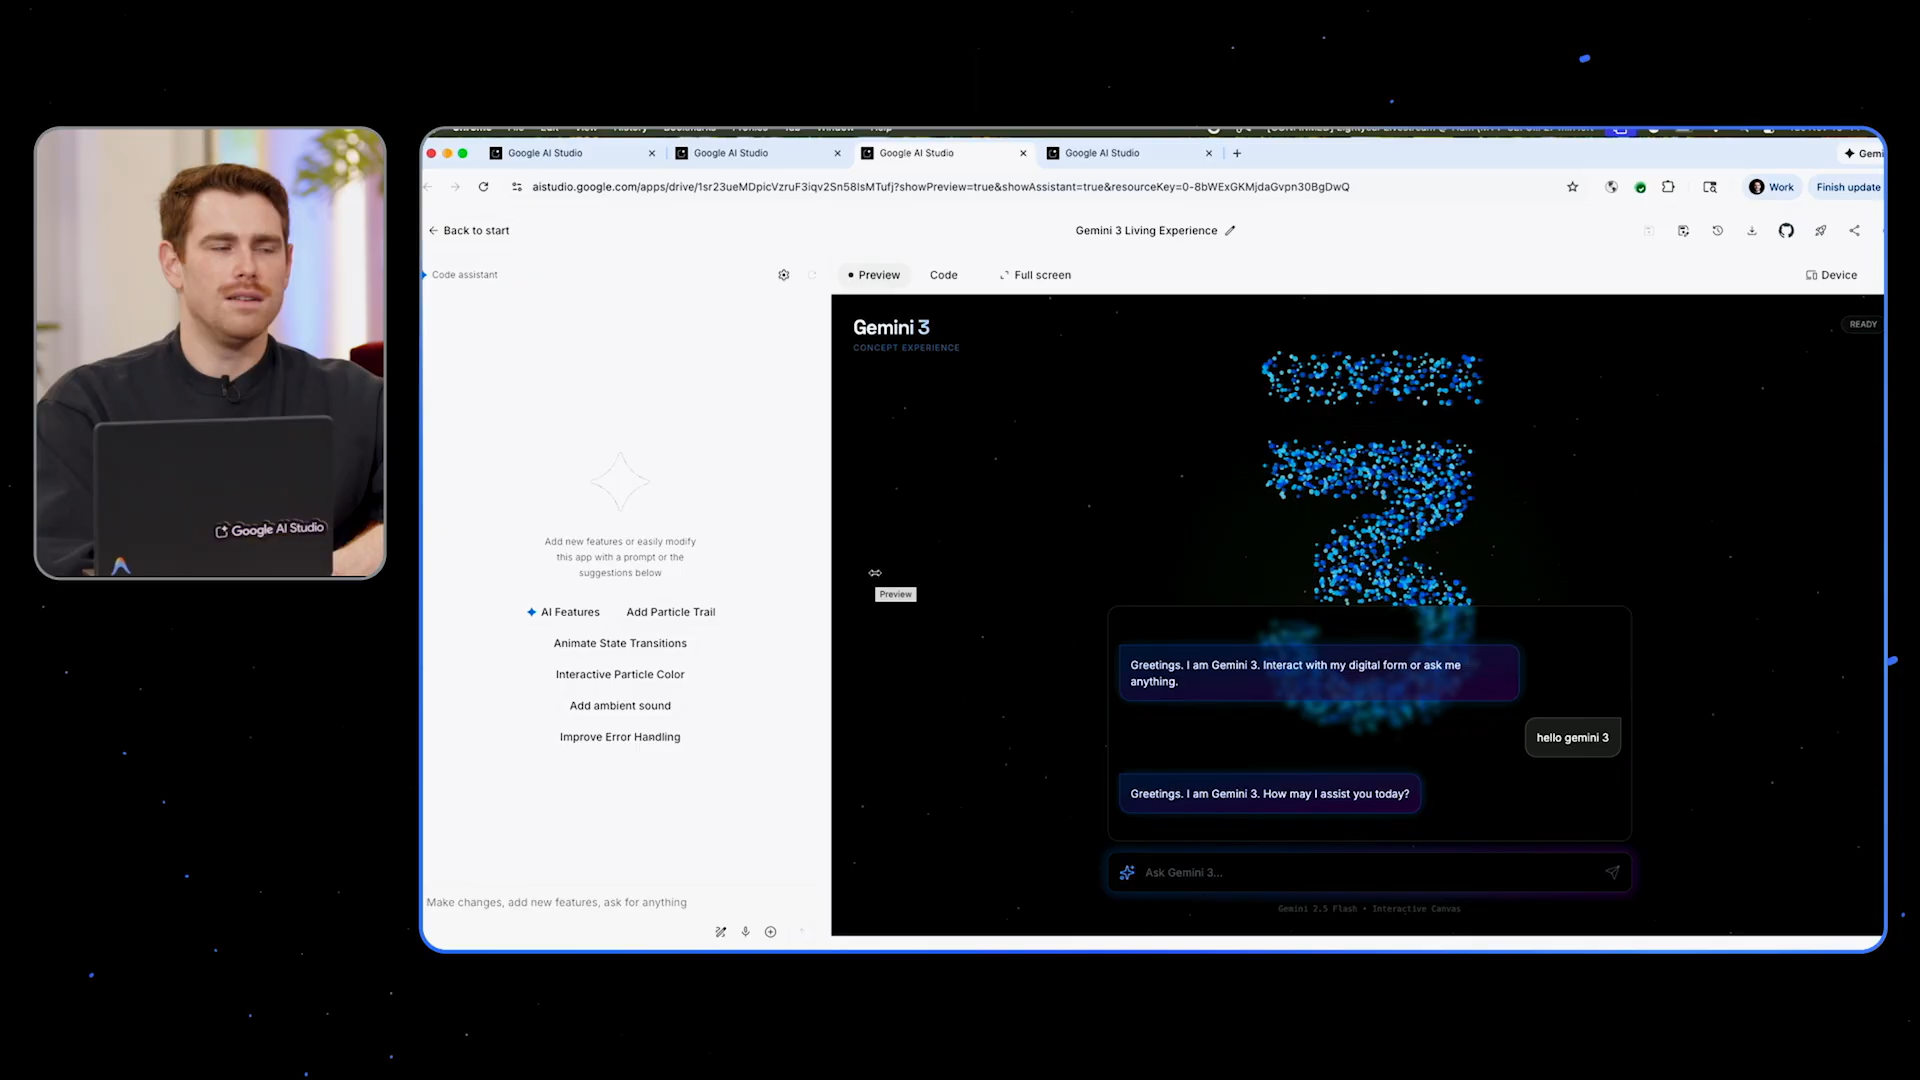 Google AI Studio
Google AI Studio
Google AI Studio
Google AI Studio
Google AI Studio
Gemi
aistudio.google.com/apps/drive/1sr23ueMDpicVzruF3iqv2Sn58IsMTufj?showPreview=true&showAssistant=true&resourceKey=0-8bWExGKMjdaGvpn30BgDwQ
Work
Finish update
Back to start
Gemini 3 Living Experience
Code assistant
Preview
Code
Full screen
Device
Gemini 3
CONCEPT EXPERIENCE
READY
Add new features or easily modify
this app with a prompt or the
suggestions below
AI Features
Add Particle Trail
Animate State Transitions
Interactive Particle Color
Add ambient sound
Improve Error Handling
Make changes, add new features, ask for anything
Preview
Greetings. I am Gemini 3. Interact with my digital form or ask me
anything.
hello gemini 3
Greetings. I am Gemini 3. How may I assist you today?
Ask Gemini 3...
Gemini 2.5 Flash • Interactive Canvas